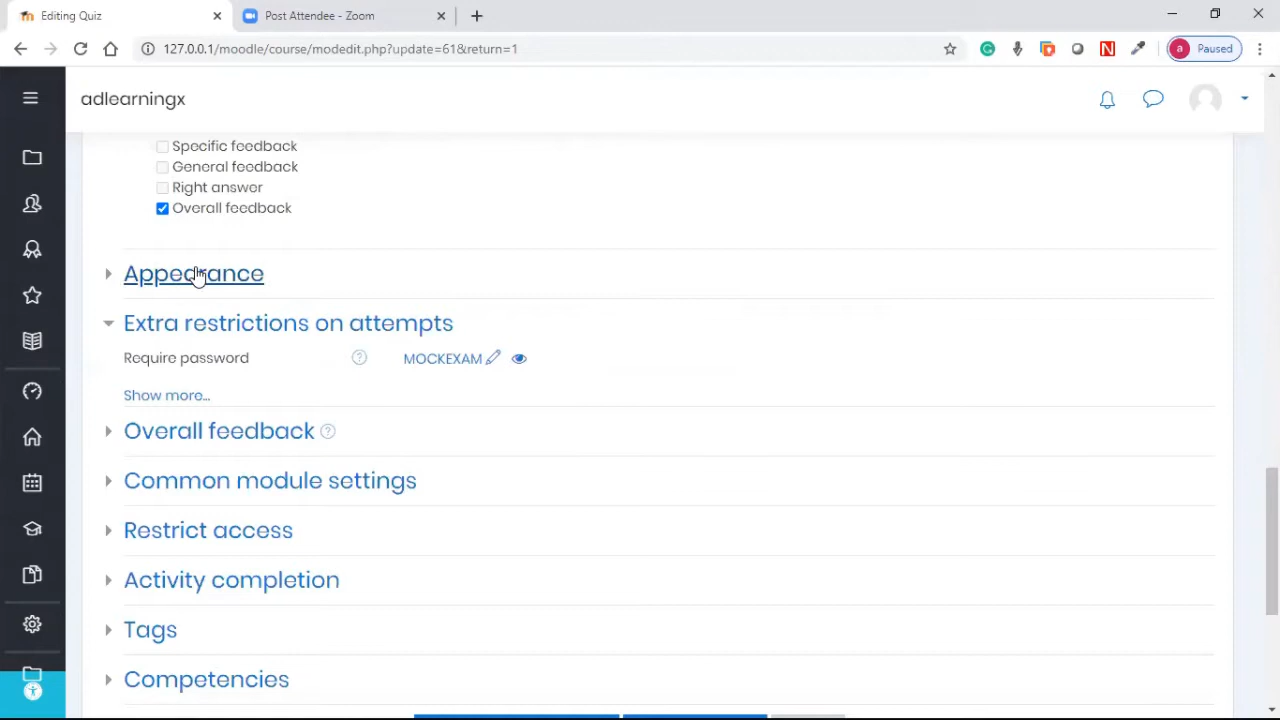 Editing Quiz
Post Attendee - Zoom
127.0.0.1/moodle/course/modedit.php?update=61&return=1
N
a Paused
adlearningx
Specific feedback
General feedback
Right answer
Overall feedback
Appearance
Extra restrictions on attempts
Require password ? MOCKEXAM
Show more...
Overall feedback ?
Common module settings
Restrict access
Activity completion
Tags
Competencies